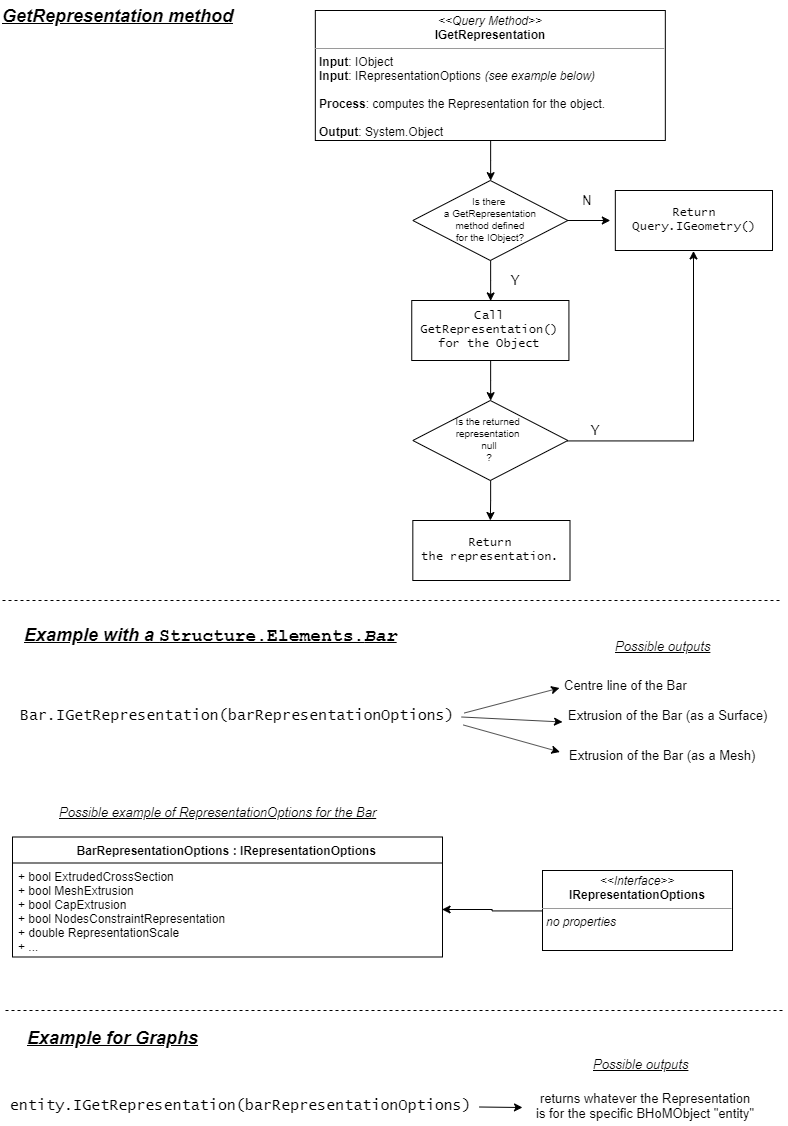 GetRepresentation method
<<Query Method>>
IGetRepresentation
Input: IObject
Input: IRepresentationOptions (see example below)
Process: computes the Representation for the object.
Output: System.Object
Is there
a GetRepresentation
method defined
for the IObject?
N
Return
Query.IGeometry()
Y
Call
GetRepresentation()
for the Object
Is the returned
representation
null
?
Y
Return
the representation.
Example with a Structure.Elements.Bar
Possible outputs
Centre line of the Bar
Bar.IGetRepresentation(barRepresentationOptions)
Extrusion of the Bar (as a Surface)
Extrusion of the Bar (as a Mesh)
Possible example of RepresentationOptions for the Bar
BarRepresentationOptions : IRepresentationOptions
+ bool ExtrudedCrossSection
+ bool MeshExtrusion
+ bool CapExtrusion
+ bool NodesConstraintRepresentation
+ double RepresentationScale
+ ...
<<Interface>>
IRepresentationOptions
no properties
Example for Graphs
Possible outputs
entity.IGetRepresentation(barRepresentationOptions)
returns whatever the Representation
is for the specific BHoMObject "entity"